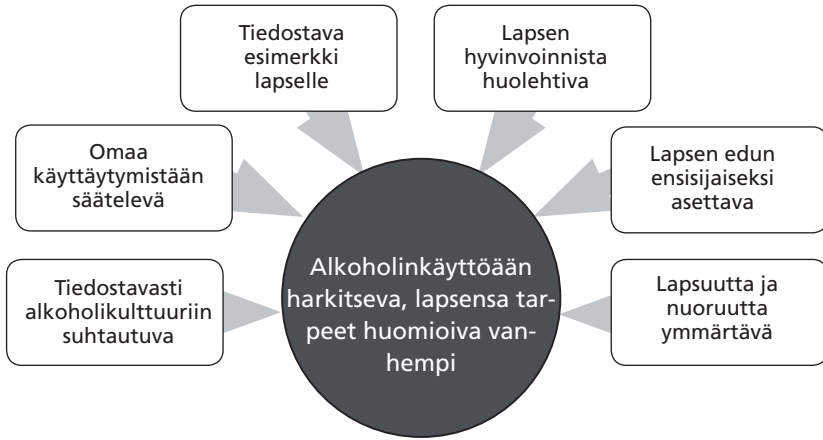 Tiedostava
esimerkki
lapselle
Lapsen
hyvinvoinnista
huolehtiva
Omaa
käyttäytymistään
säätelevä
Lapsen edun
ensisijaiseksi
asettava
Tiedostavasti
alkoholikulttuuriin
suhtautuva
Alkoholinkäyttöään
harkitseva, lapsensa tar-
peet huomioiva van-
hempi
Lapsuutta ja
nuoruutta
ymmärtävä